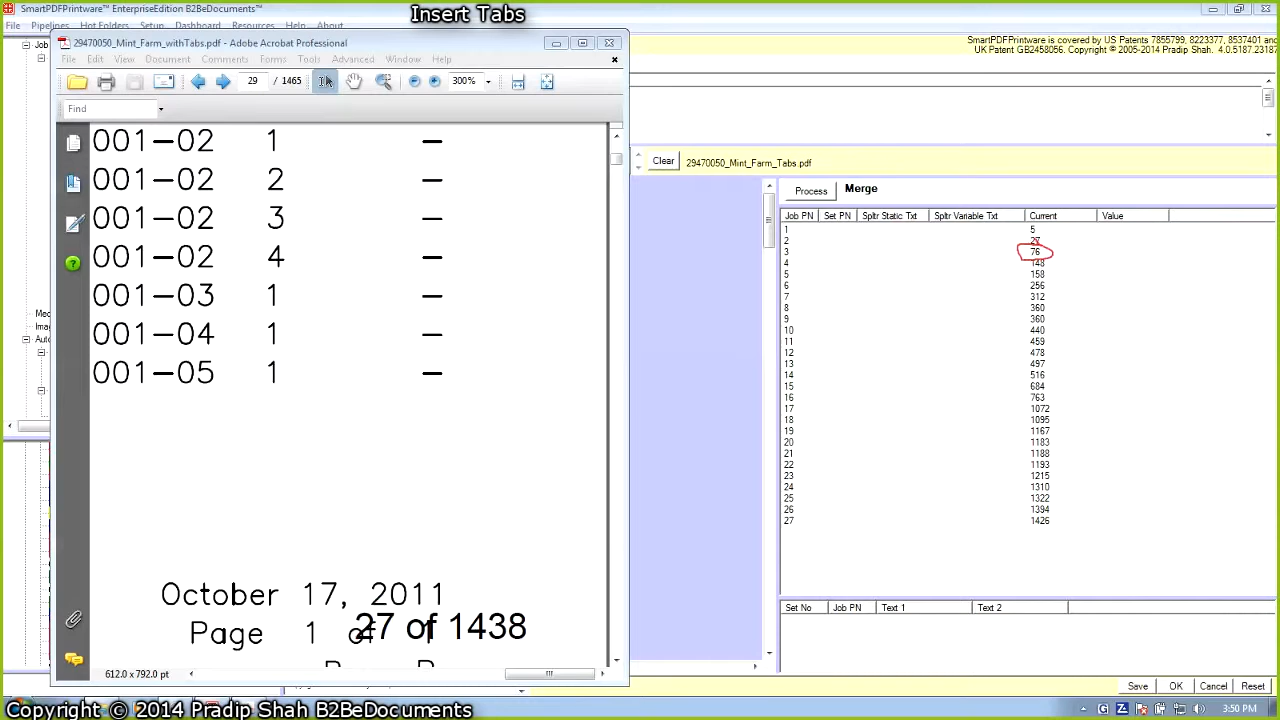 Insert Tabs
SmartPDFPrintware™ EnterpriseEdition B2BeDocuments™
File Pipelines Hot Folders Setup Dashboard Resources Help About
SmartPDFPrintware is covered by US Patents 7855799, 8223377, 8537401 an
UK Patent GB2458056. Copyright © 2005-2014 Pradip Shah. 4.0.5187.23187
Job
29470050_Mint_Farm_withTabs.pdf - Adobe Acrobat Professional
File Edit View Document Comments Forms Tools Advanced Window Help
29 / 1465 300%
Find
001-02 1 –
001-02 2 –
001-02 3 –
001-02 4 –
001-03 1 –
001-04 1 –
001-05 1 –
October 17, 2011
Page 1 of 1
27 of 1438
612.0 x 792.0 pt
Clear 29470050_Mint_Farm_Tabs.pdf
Process Merge
Job PN Set PN Spltr Static Txt Spltr Variable Txt Current Value
1 5
2 27
3 76
4 148
5 158
6 256
7 312
8 360
9 360
10 440
11 459
12 478
13 497
14 516
15 684
16 763
17 1072
18 1095
19 1167
20 1183
21 1188
22 1193
23 1215
24 1310
25 1322
26 1394
27 1426
Set No Job PN Text 1 Text 2
Save OK Cancel Reset
Med
Imag
Auto
3:50 PM
Copyright © 2014 Pradip Shah B2BeDocuments